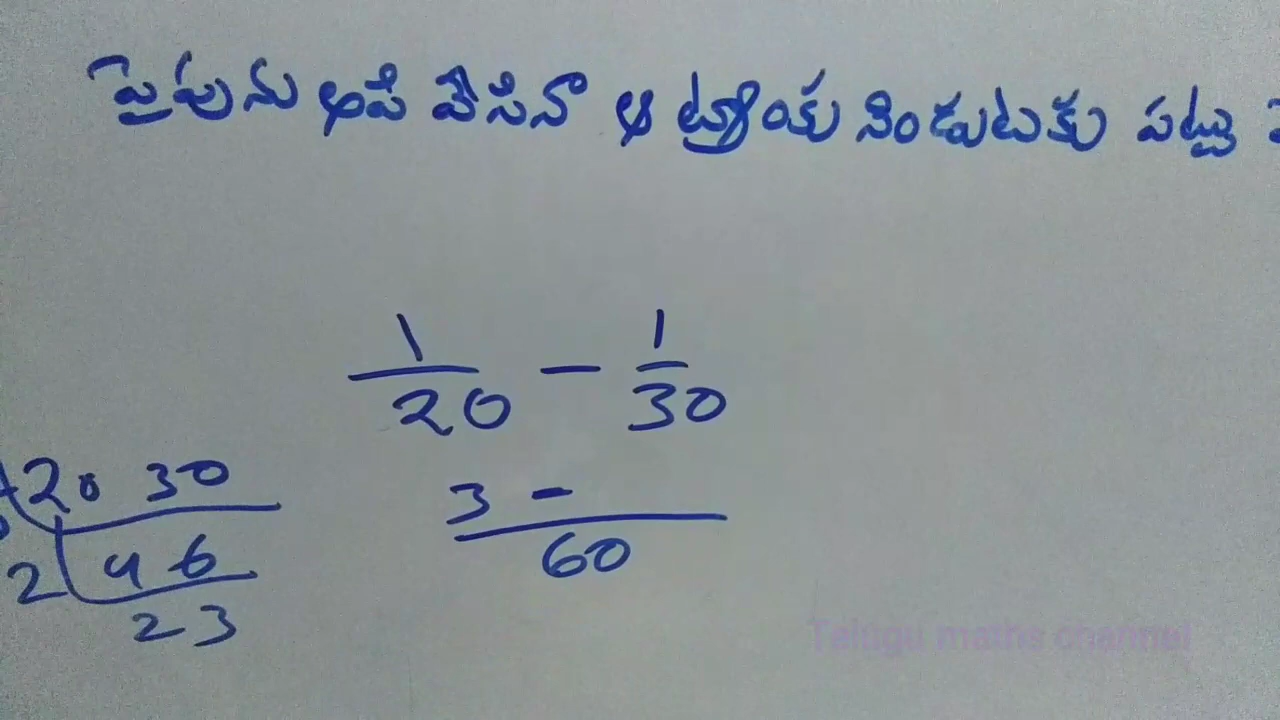 పైపును ఆపి వేసినా ఆ ట్యాంకు నిండుటకు పట్టు
1/20 - 1/30
20 30
3 -
60
2 4 6
2 3
Telugu maths channel